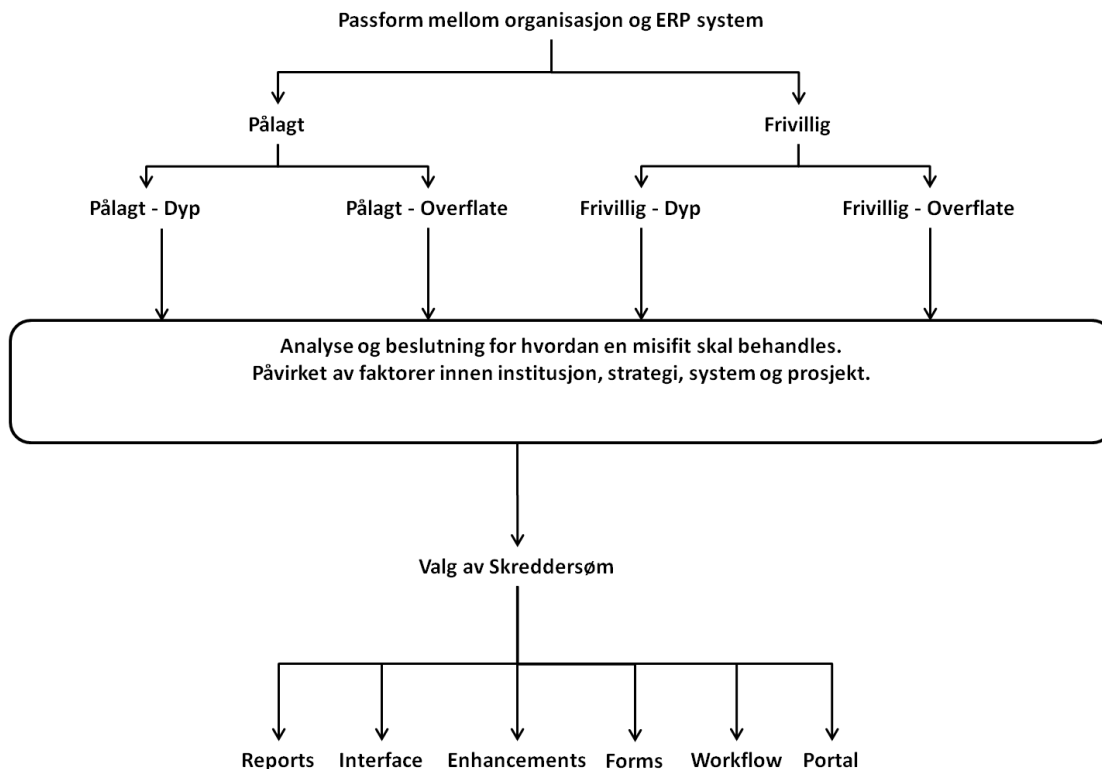 Passform mellom organisasjon og ERP system
Pålagt
Frivillig
Pålagt - Dyp
Pålagt - Overflate
Frivillig - Dyp
Frivillig - Overflate
Analyse og beslutning for hvordan en misifit skal behandles.
Påvirket av faktorer innen institusjon, strategi, system og prosjekt.
Valg av Skreddersøm
Reports
Interface
Enhancements
Forms
Workflow
Portal